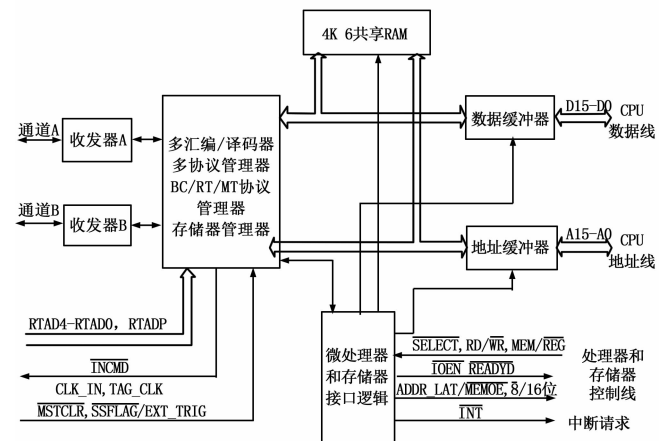 4K 6共享RAM
通道A
收发器A
通道B
收发器B
多汇编/译码器
多协议管理器
BC/RT/MT协议
管理器
存储器管理器
数据缓冲器
D15-D0
CPU
数据线
地址缓冲器
A15-A0
CPU
地址线
RTAD4-RTAD0, RTADP
INCMD
CLK_IN, TAG_CLK
MSTCLR, SSFLAG/EXT_TRIG
微处理器
和存储器
接口逻辑
SELECT, RD/WR, MEM/REG
IOEN READYD
ADDR_LAT/MEMOE, 8/16位
INT
处理器和
存储器
控制线
中断请求